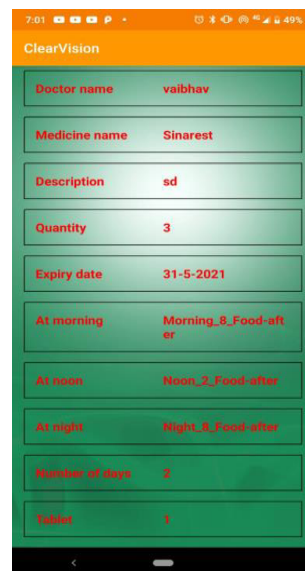 7:01 49%
ClearVision
Doctor name vaibhav
Medicine name Sinarest
Description sd
Quantity 3
Expiry date 31-5-2021
At morning Morning_8_Food-aft
er
At noon Noon_2_Food-after
At night Night_8_Food-after
Number of days 2
Tablet 1